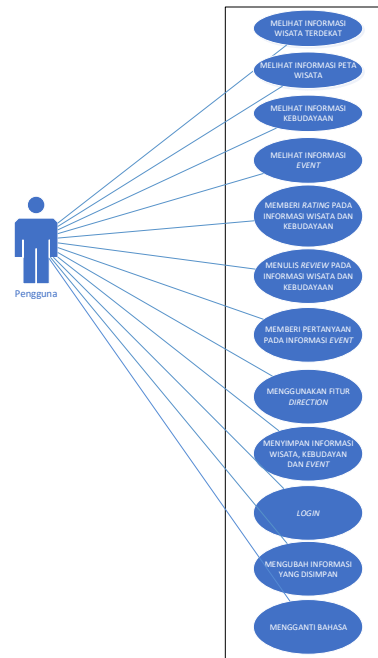 MELIHAT INFORMASI
WISATA TERDEKAT
MELIHAT INFORMASI PETA
WISATA
MELIHAT INFORMASI
KEBUDAYAAN
MELIHAT INFORMASI
EVENT
MEMBERI RATING PADA
INFORMASI WISATA DAN
KEBUDAYAAN
MENULIS REVIEW PADA
INFORMASI WISATA DAN
KEBUDAYAAN
Pengguna
MEMBERI PERTANYAAN
PADA INFORMASI EVENT
MENGGUNAKAN FITUR
DIRECTION
MENYIMPAN INFORMASI
WISATA, KEBUDAYAN
DAN EVENT
LOGIN
MENGUBAH INFORMASI
YANG DISIMPAN
MENGGANTI BAHASA